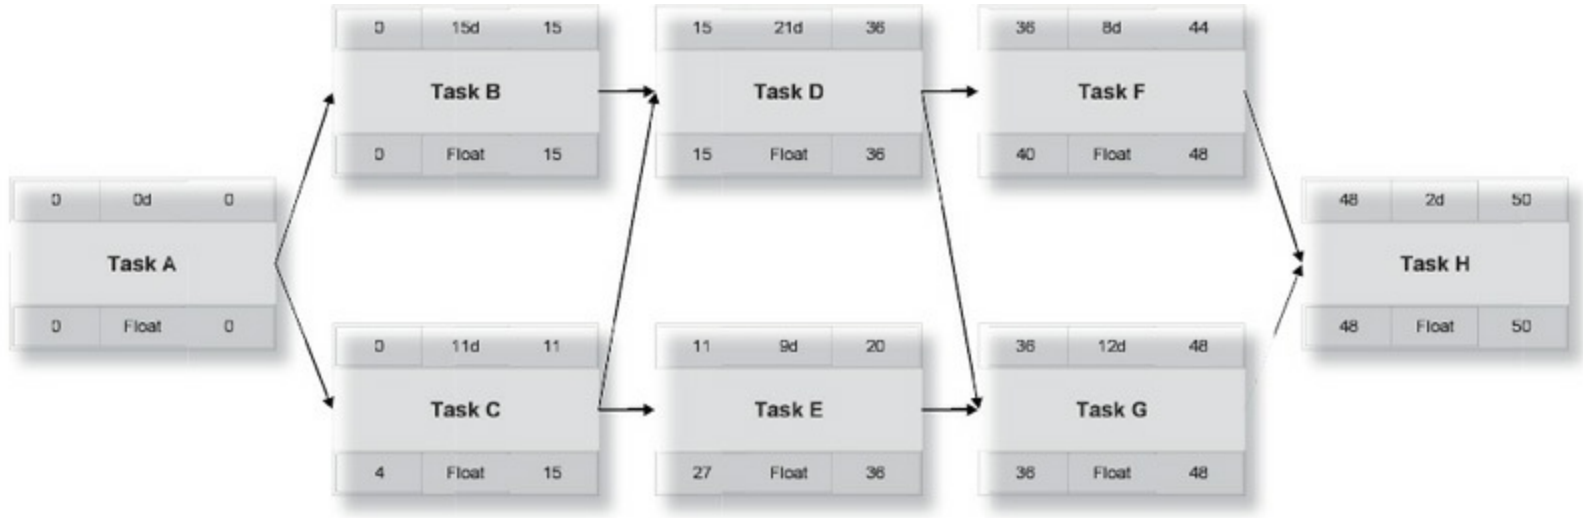 0 15d 15
Task B
0 Float 15
15 21d 36
Task D
15 Float 36
36 8d 44
Task F
40 Float 48
0 0d 0
Task A
0 Float 0
48 2d 50
Task H
48 Float 50
0 11d 11
Task C
4 Float 15
11 9d 20
Task E
27 Float 36
36 12d 48
Task G
36 Float 48